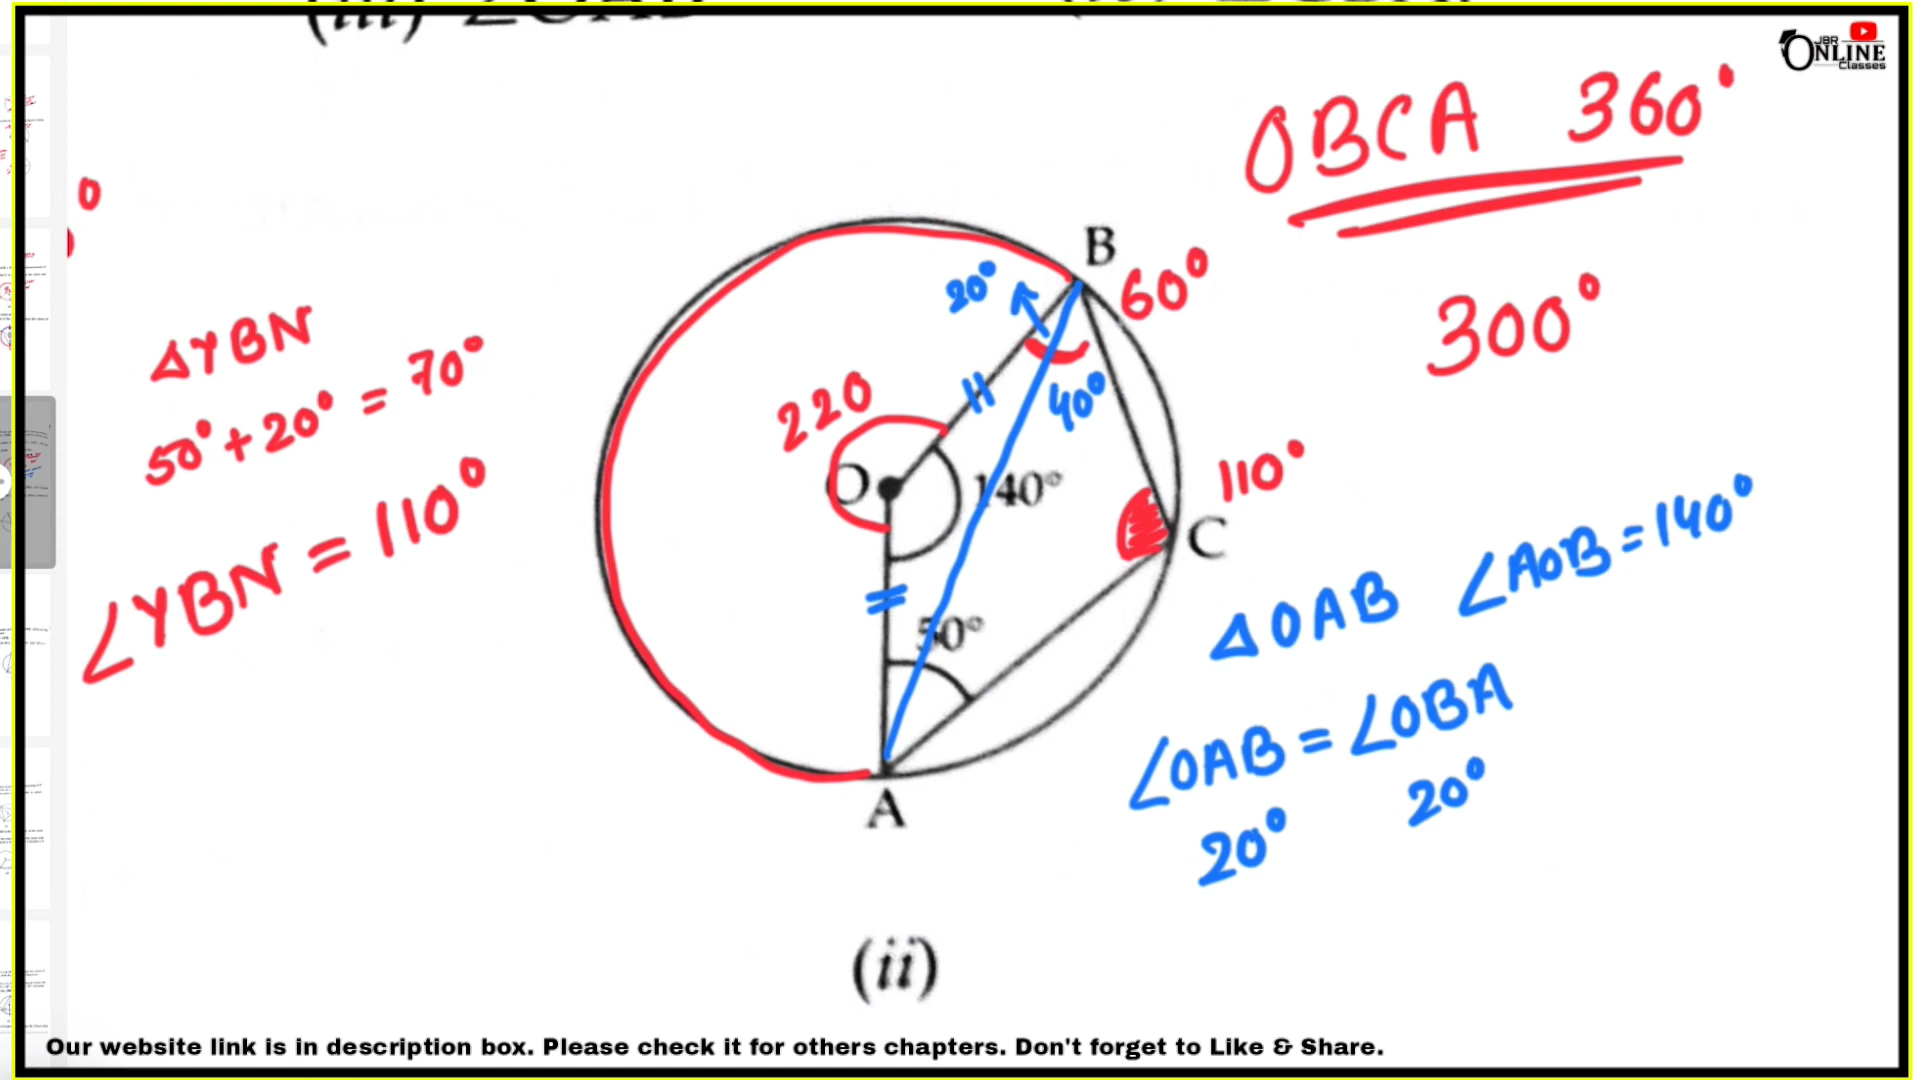 JBR
ONLINE
Classes
OBCA 360°
300°
ΔYBN
50° + 20° = 70°
∠YBN = 110°
B
60°
20°
40°
220
O
140°
110°
C
50°
A
ΔOAB ∠AOB = 140°
∠OAB = ∠OBA
20° 20°
(ii)
Our website link is in description box. Please check it for others chapters. Don't forget to Like & Share.